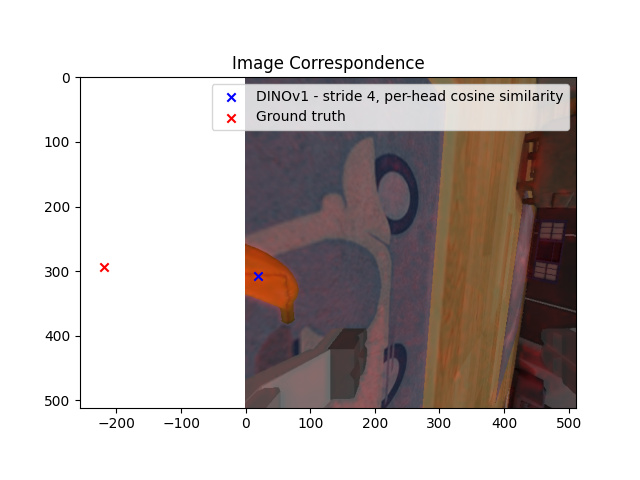 Image Correspondence
DINOv1 - stride 4, per-head cosine similarity
Ground truth
0
100
200
300
400
500
−200 −100 0 100 200 300 400 500